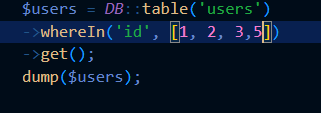 $users = DB::table('users')
->whereIn('id', [1, 2, 3,5])
->get();
dump($users);